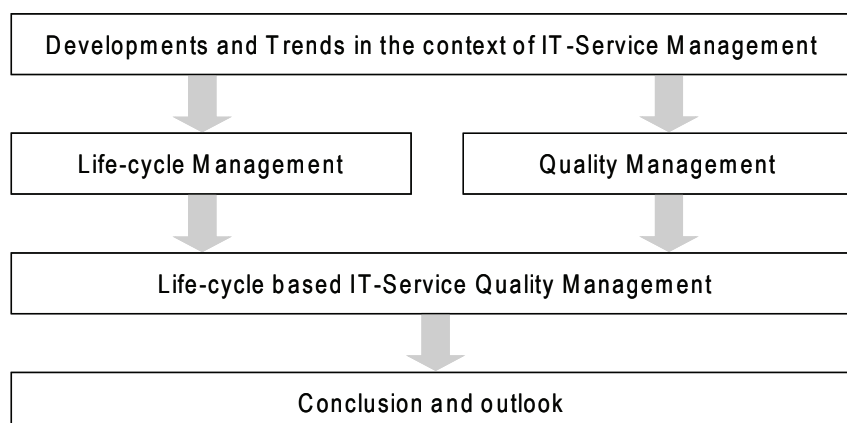 Developments and Trends in the context of IT-Service Management
Life-cycle Management
Quality Management
Life-cycle based IT-Service Quality Management
Conclusion and outlook